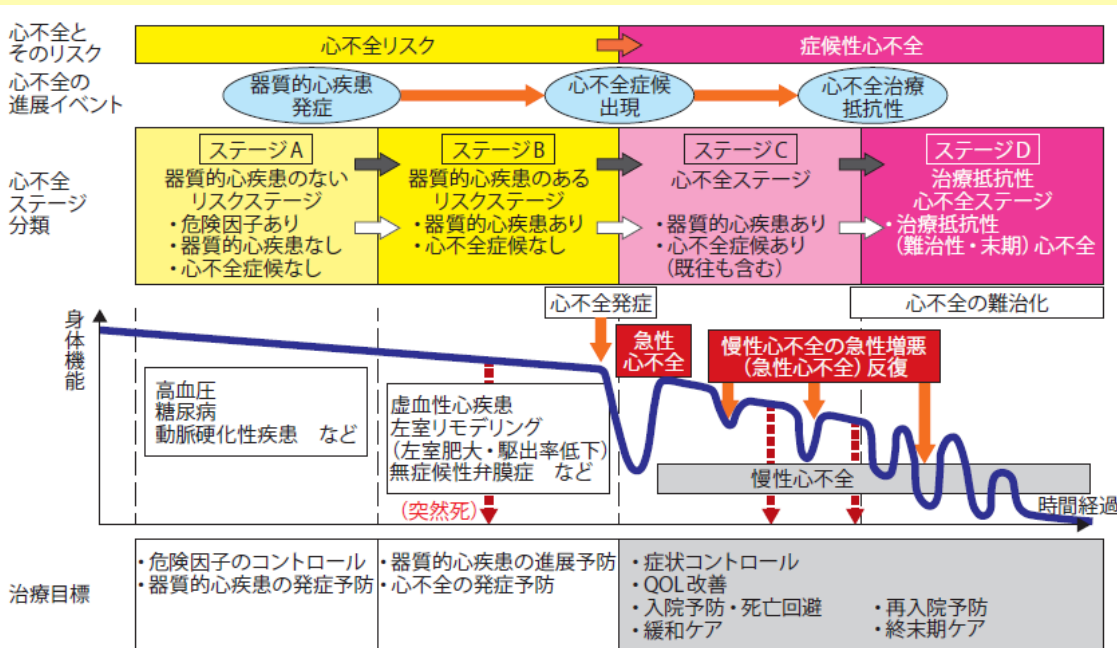 心不全と
そのリスク
心不全リスク
症候性心不全
心不全の
進展イベント
器質的心疾患
発症
心不全症候
出現
心不全治療
抵抗性
心不全
ステージ
分類
ステージA
器質的心疾患のない
リスクステージ
・危険因子あり
・器質的心疾患なし
・心不全症候なし
ステージB
器質的心疾患のある
リスクステージ
・器質的心疾患あり
・心不全症候なし
ステージC
心不全ステージ
・器質的心疾患あり
・心不全症候あり
(既往も含む)
ステージD
治療抵抗性
心不全ステージ
・治療抵抗性
(難治性・末期)心不全
心不全発症
心不全の難治化
身体機能
急性
心不全
慢性心不全の急性増悪
(急性心不全)反復
高血圧
糖尿病
動脈硬化性疾患 など
虚血性心疾患
左室リモデリング
(左室肥大・駆出率低下)
無症候性弁膜症 など
慢性心不全
(突然死)
時間経過
治療目標
・危険因子のコントロール
・器質的心疾患の発症予防
・器質的心疾患の進展予防
・心不全の発症予防
・症状コントロール
・QOL改善
・入院予防・死亡回避
・緩和ケア
・再入院予防
・終末期ケア